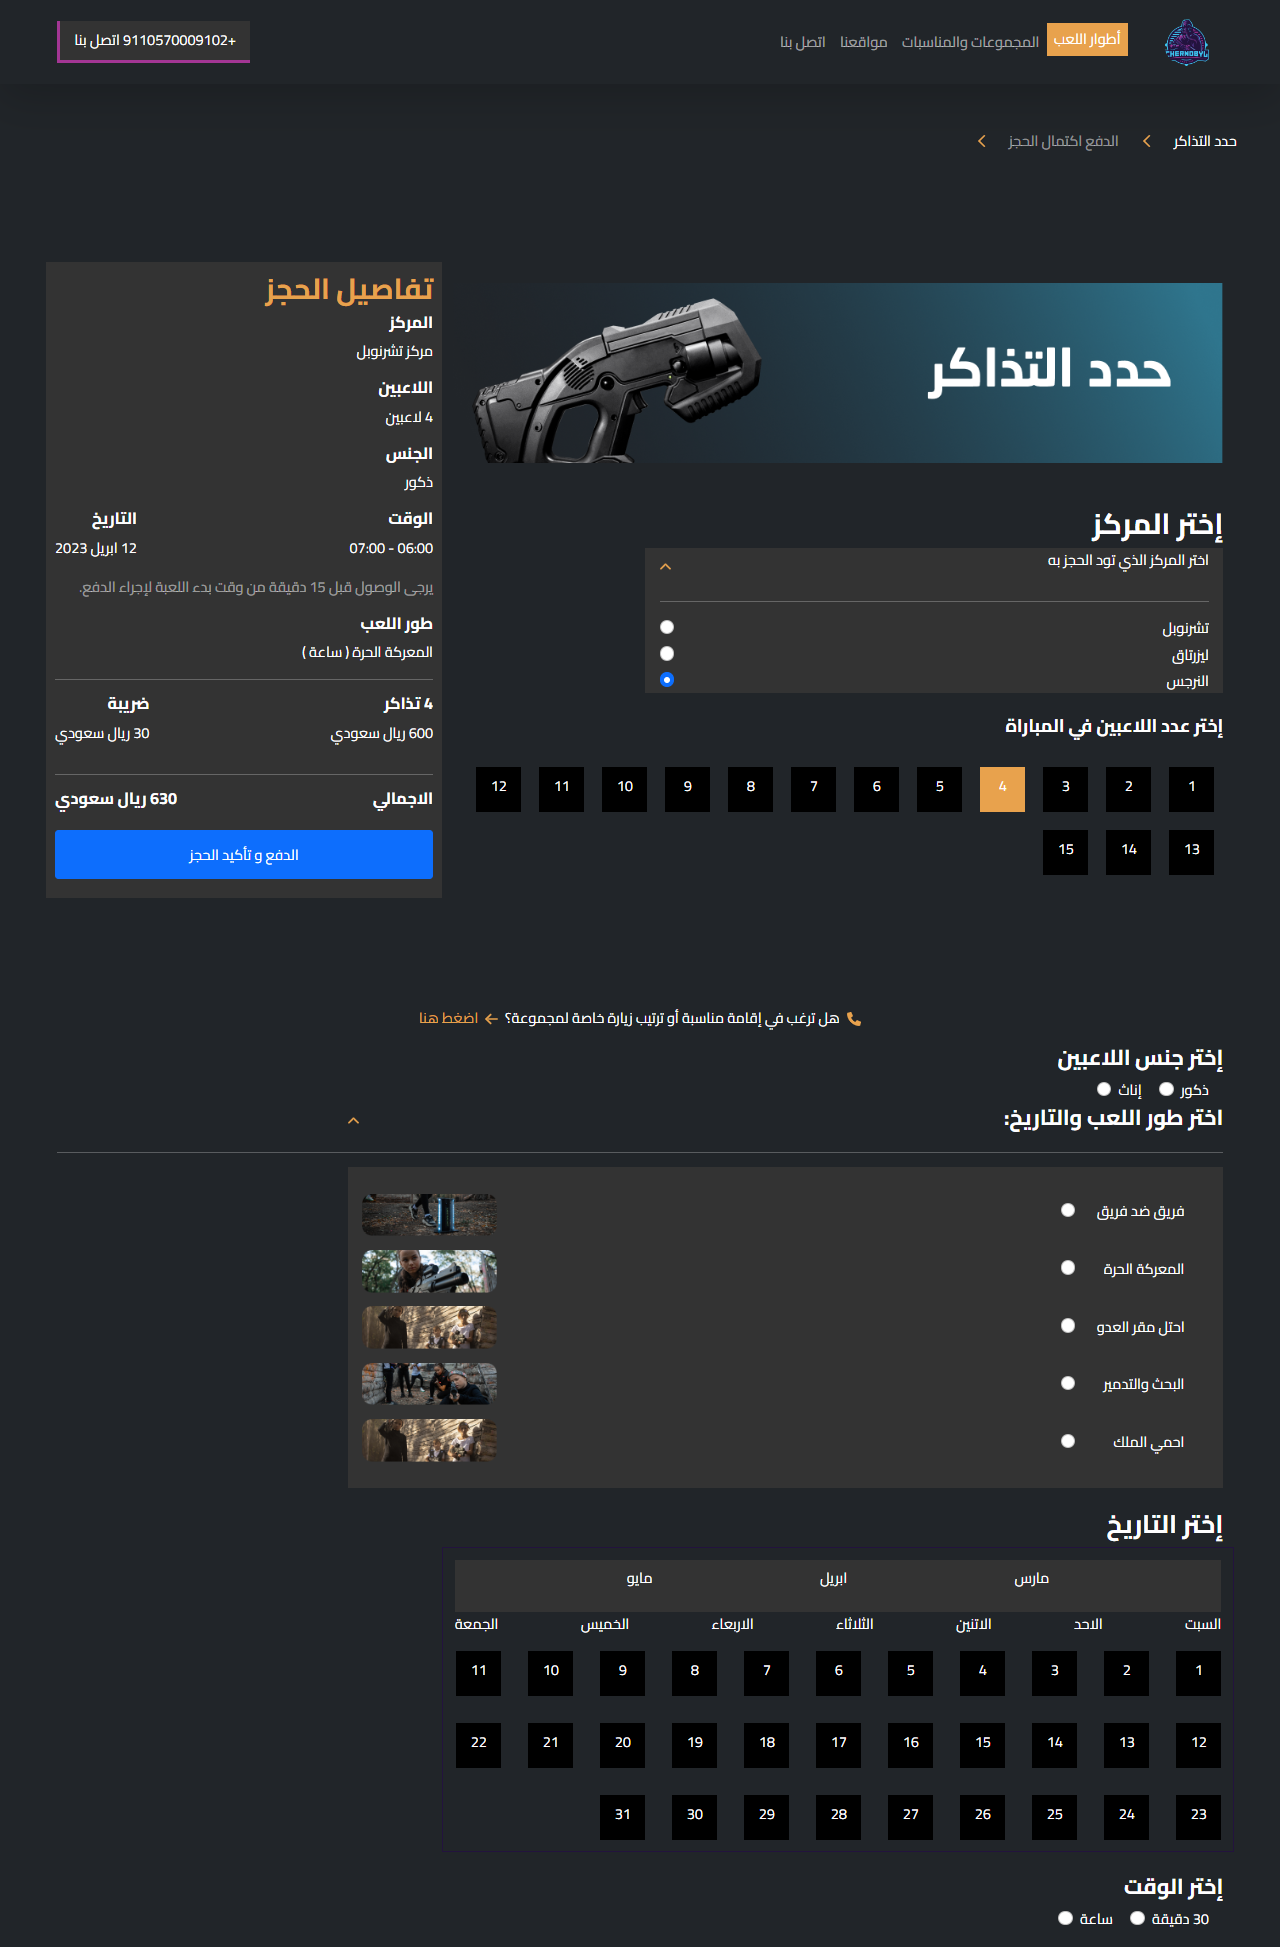 CHERNOBYL
أطوار اللعب
المجموعات والمناسبات
مواقعنا
اتصل بنا
+9110570009102 اتصل بنا
حدد التذاكر
الدفع اكتمال الحجز
حدد التذاكر
إختر المركز
اختر المركز الذي تود الحجز به
تشرنوبل
ليزرتاق
النرجس
إختر عدد اللاعبين في المباراة
1 2 3 4 5 6 7 8 9 10 11 12
13 14 15
تفاصيل الحجز
المركز
مركز تشرنوبل
اللاعبين
4 لاعبين
الجنس
ذكور
الوقت التاريخ
06:00 - 07:00 12 ابريل 2023
يرجى الوصول قبل 15 دقيقة من وقت بدء اللعبة لإجراء الدفع.
طور اللعب
المعركة الحرة ( ساعة )
4 تذاكر ضريبة
600 ريال سعودي 30 ريال سعودي
الاجمالي 630 ريال سعودي
الدفع و تأكيد الحجز
هل ترغب في إقامة مناسبة أو ترتيب زيارة خاصة لمجموعة؟ اضغط هنا
إختر جنس اللاعبين
ذكور إناث
اختر طور اللعب والتاريخ:
فريق ضد فريق
المعركة الحرة
احتل مقر العدو
البحث والتدمير
احمي الملك
إختر التاريخ
مارس ابريل مايو
السبت الاحد الاتنين الثلاثاء الاربعاء الخميس الجمعة
1 2 3 4 5 6 7 8 9 10 11
12 13 14 15 16 17 18 19 20 21 22
23 24 25 26 27 28 29 30 31
إختر الوقت
30 دقيقة ساعة